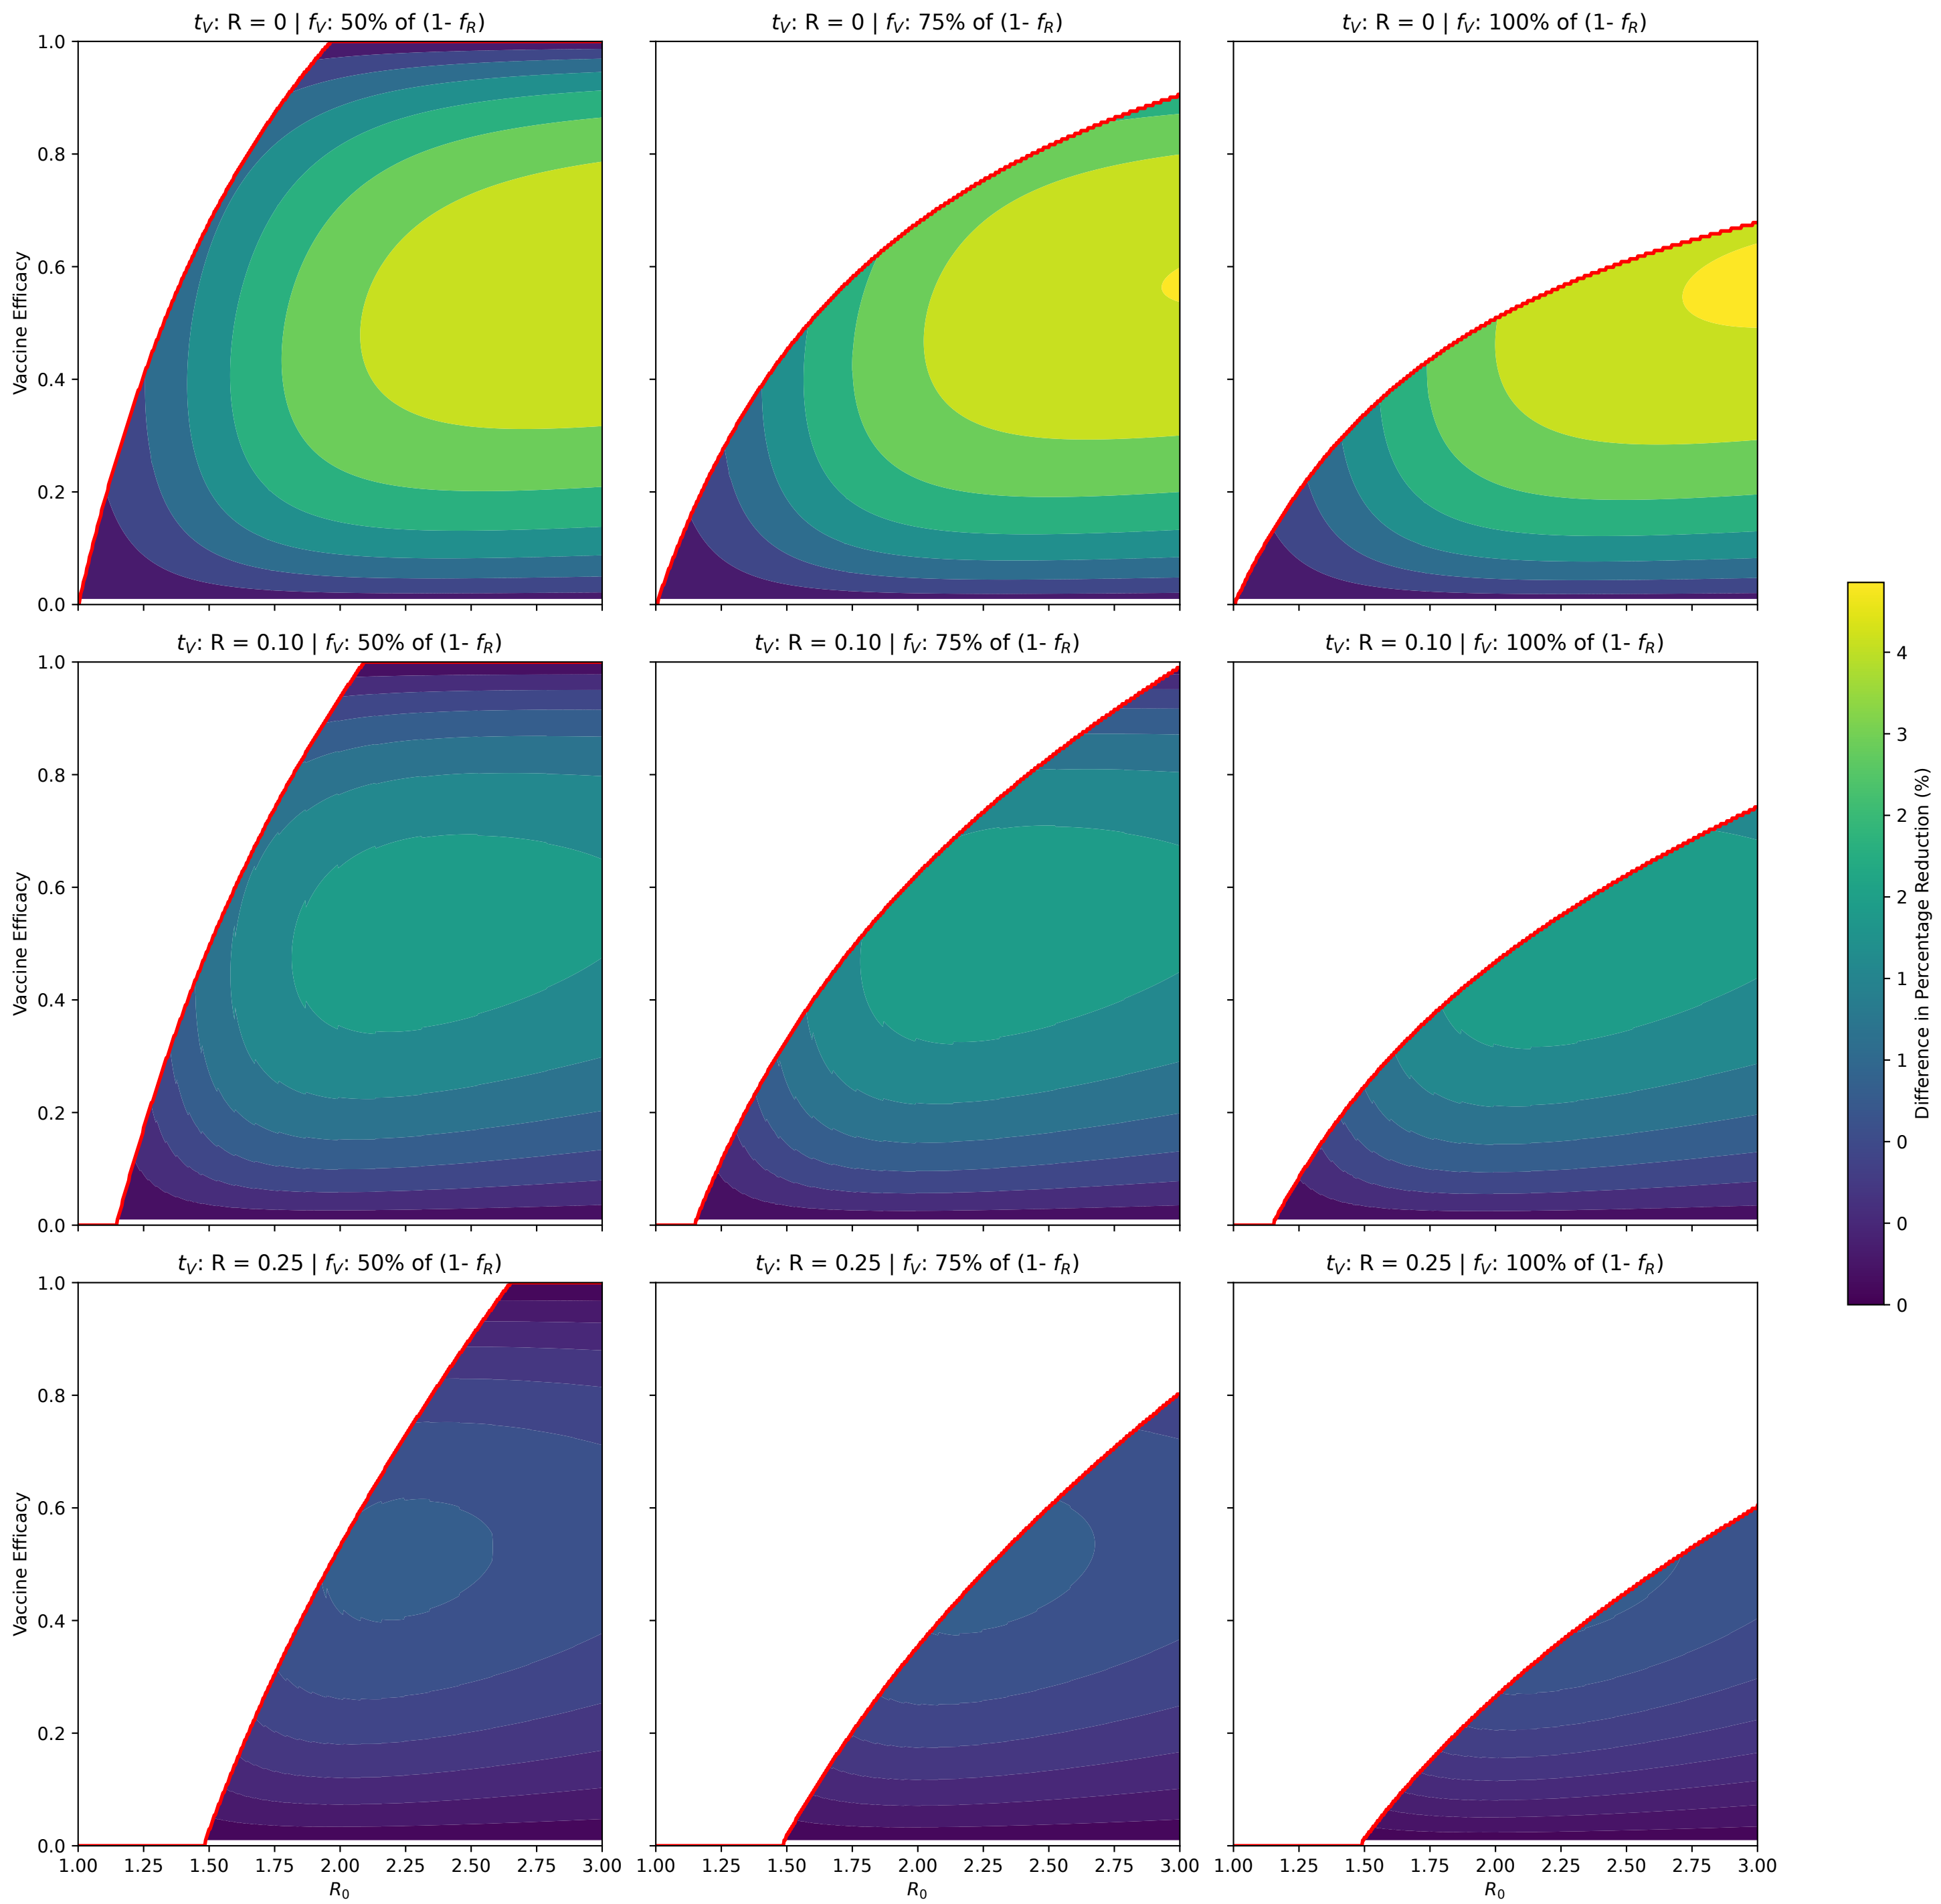 t_V: R = 0 | f_V: 50% of (1- f_R)
t_V: R = 0 | f_V: 75% of (1- f_R)
t_V: R = 0 | f_V: 100% of (1- f_R)
1.0
0.8
0.6
0.4
0.2
0.0
Vaccine Efficacy
t_V: R = 0.10 | f_V: 50% of (1- f_R)
t_V: R = 0.10 | f_V: 75% of (1- f_R)
t_V: R = 0.10 | f_V: 100% of (1- f_R)
1.0
0.8
0.6
0.4
0.2
0.0
Vaccine Efficacy
t_V: R = 0.25 | f_V: 50% of (1- f_R)
t_V: R = 0.25 | f_V: 75% of (1- f_R)
t_V: R = 0.25 | f_V: 100% of (1- f_R)
1.0
0.8
0.6
0.4
0.2
0.0
Vaccine Efficacy
1.00 1.25 1.50 1.75 2.00 2.25 2.50 2.75 3.00
R_0
1.00 1.25 1.50 1.75 2.00 2.25 2.50 2.75 3.00
R_0
1.00 1.25 1.50 1.75 2.00 2.25 2.50 2.75 3.00
R_0
4
3
2
2
1
1
0
0
0
Difference in Percentage Reduction (%)